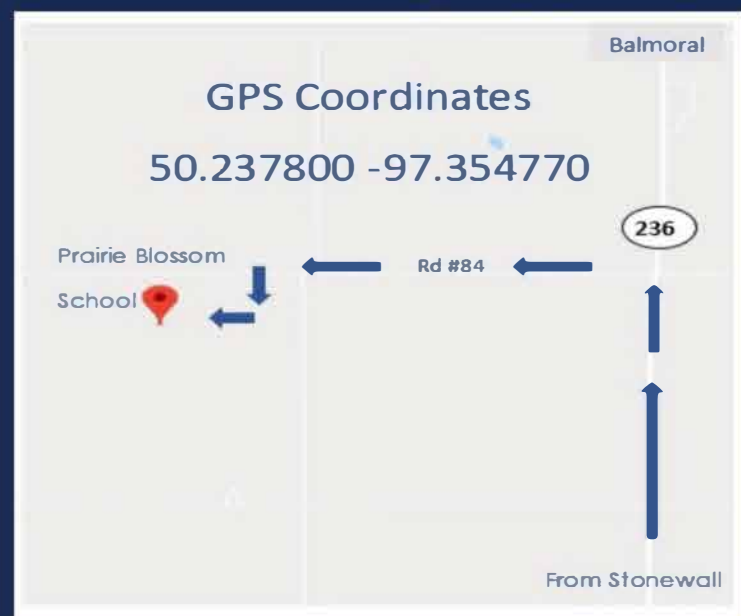 Balmoral
GPS Coordinates
50.237800 -97.354770
236
Prairie Blossom
Rd #84
School
From Stonewall